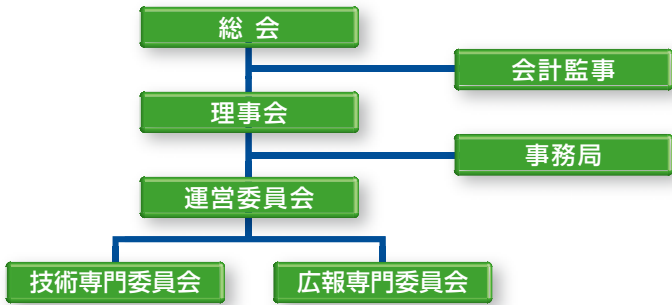 総会
会計監事
理事会
事務局
運営委員会
技術専門委員会
広報専門委員会